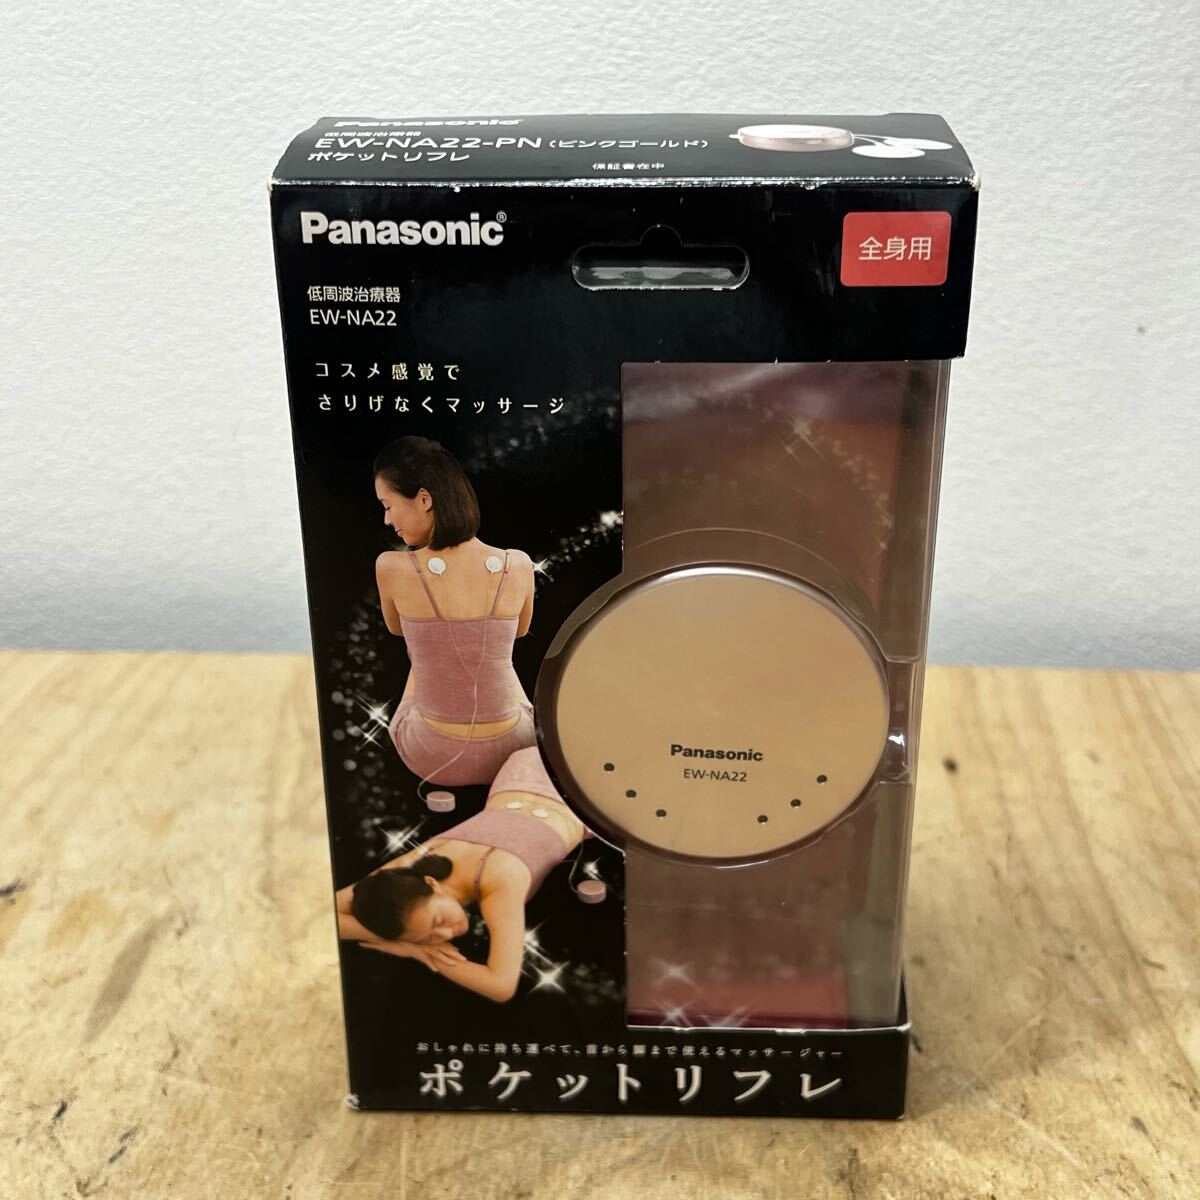 Panasonic
低周波治療器
EW-NA22-PN（ピンクゴールド）
ポケットリフレ
保証書在中
Panasonic®
全身用
低周波治療器
EW-NA22
コスメ感覚で
さりげなくマッサージ
Panasonic
EW-NA22
おしゃれに持ち運べて、首から脚まで使えるマッサージャー
ポケットリフレ